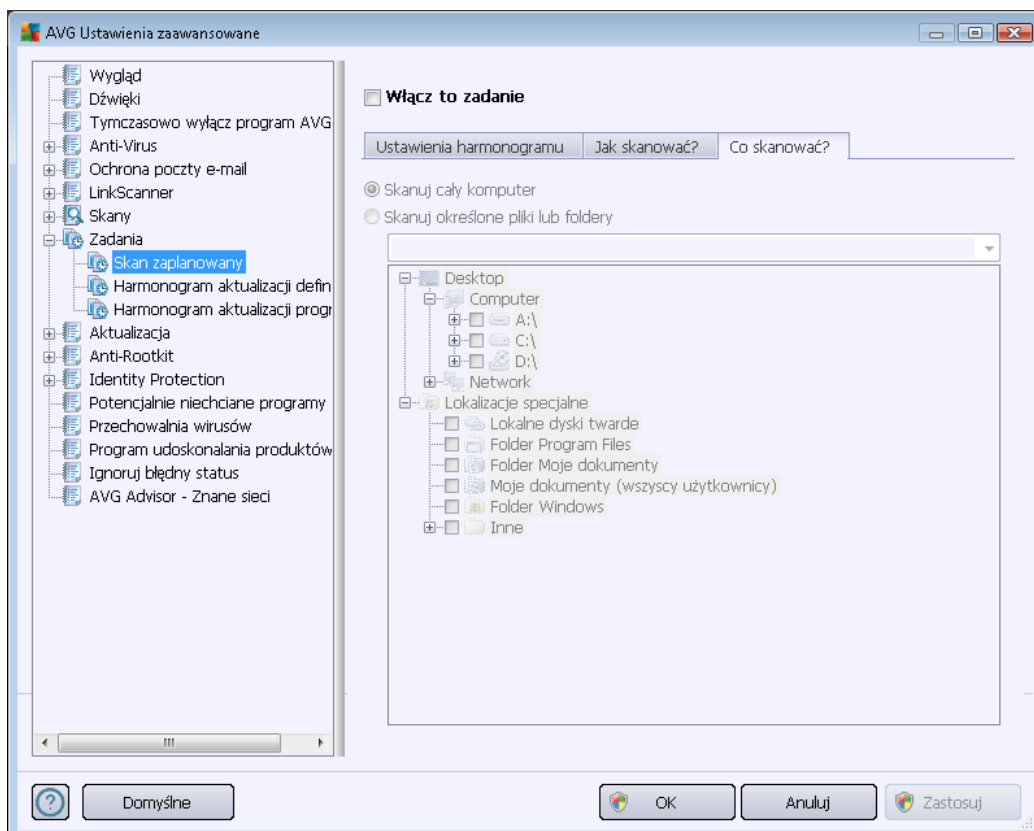 AVG Ustawienia zaawansowane
Wygląd
Dźwięki
Tymczasowo wyłącz program AVG
Anti-Virus
Ochrona poczty e-mail
LinkScanner
Skany
Zadania
Skan zaplanowany
Harmonogram aktualizacji defin
Harmonogram aktualizacji progr
Aktualizacja
Anti-Rootkit
Identity Protection
Potencjalnie niechciane programy
Przechowalnia wirusów
Program udoskonalania produktów
Ignoruj błędny status
AVG Advisor - Znane sieci
Włącz to zadanie
Ustawienia harmonogramu Jak skanować? Co skanować?
Skanuj cały komputer
Skanuj określone pliki lub foldery
Desktop
Computer
A:\
C:\
D:\
Network
Lokalizacje specjalne
Lokalne dyski twarde
Folder Program Files
Folder Moje dokumenty
Moje dokumenty (wszyscy użytkownicy)
Folder Windows
Inne
Domyślne OK Anuluj Zastosuj